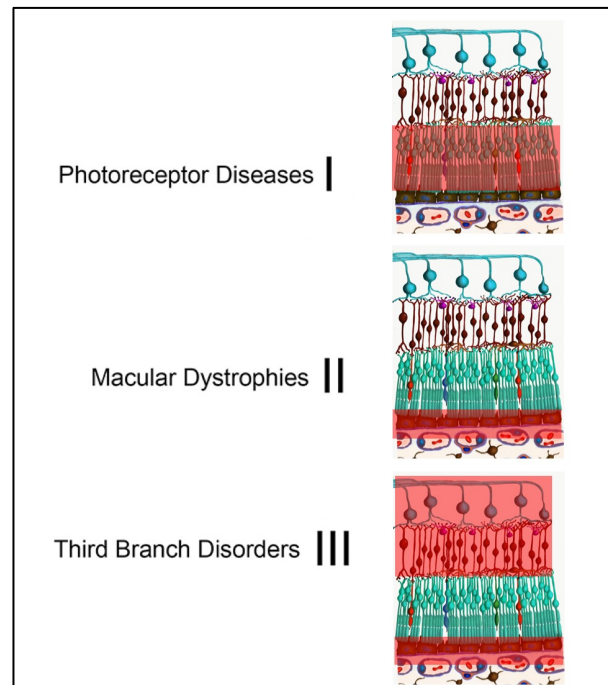 Photoreceptor Diseases I
Macular Dystrophies II
Third Branch Disorders III